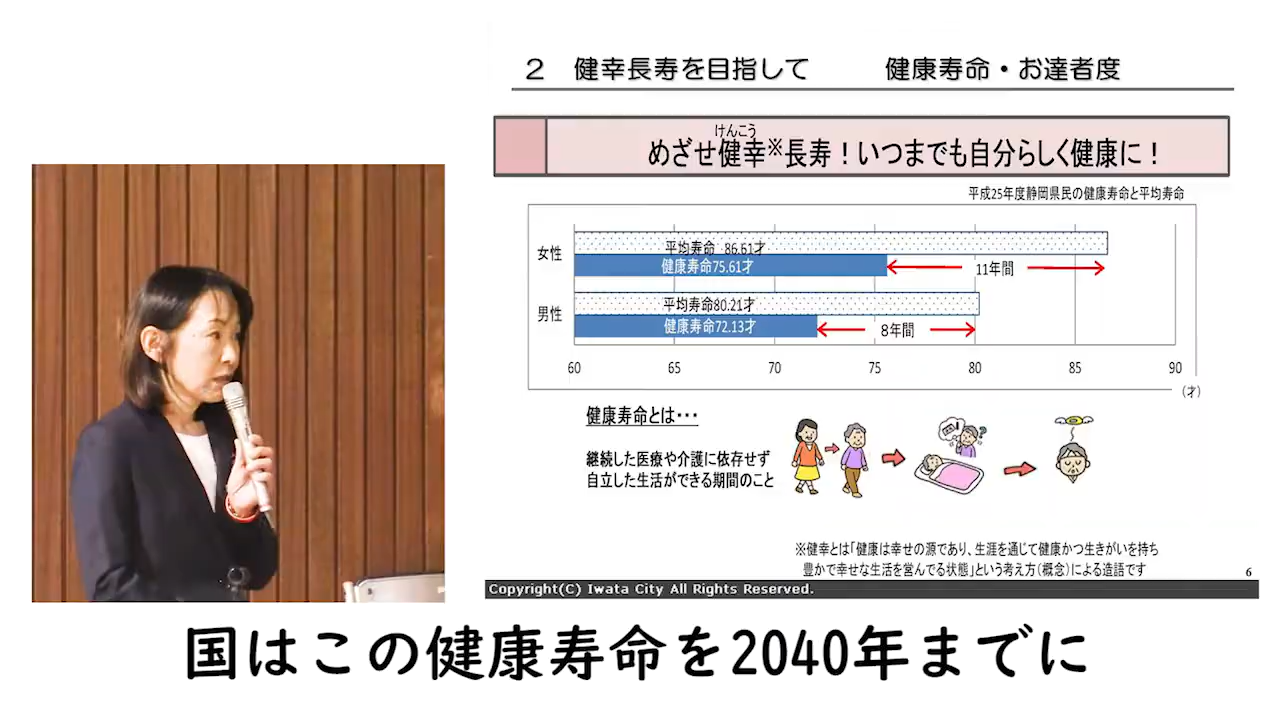 2 健幸長寿を目指して 健康寿命・お達者度
けんこう
めざせ健幸※長寿！いつまでも自分らしく健康に！
平成25年度静岡県民の健康寿命と平均寿命
女性
平均寿命 86.61才
健康寿命75.61才
11年間
男性
平均寿命80.21才
健康寿命72.13才
8年間
60 65 70 75 80 85 90
（才）
健康寿命とは・・・
継続した医療や介護に依存せず
自立した生活ができる期間のこと
※健幸とは「健康は幸せの源であり、生涯を通じて健康かつ生きがいを持ち
豊かで幸せな生活を営んでる状態」という考え方（概念）による造語です
6
Copyright(C) Iwata City All Rights Reserved.
国はこの健康寿命を2040年までに